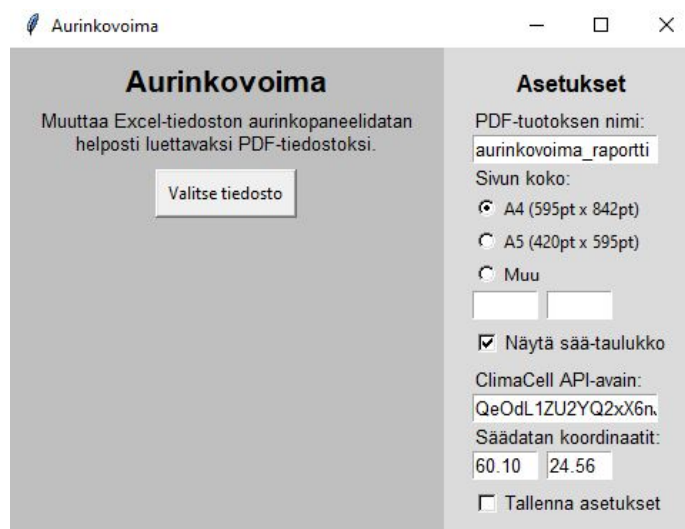 Aurinkovoima
Aurinkovoima
Muuttaa Excel-tiedoston aurinkopaneelidatan
helposti luettavaksi PDF-tiedostoksi.
Valitse tiedosto
Asetukset
PDF-tuotoksen nimi:
aurinkovoima_raportti
Sivun koko:
A4 (595pt x 842pt)
A5 (420pt x 595pt)
Muu
Näytä sää-taulukko
ClimaCell API-avain:
Säädatan koordinaatit:
60.10 24.56
Tallenna asetukset